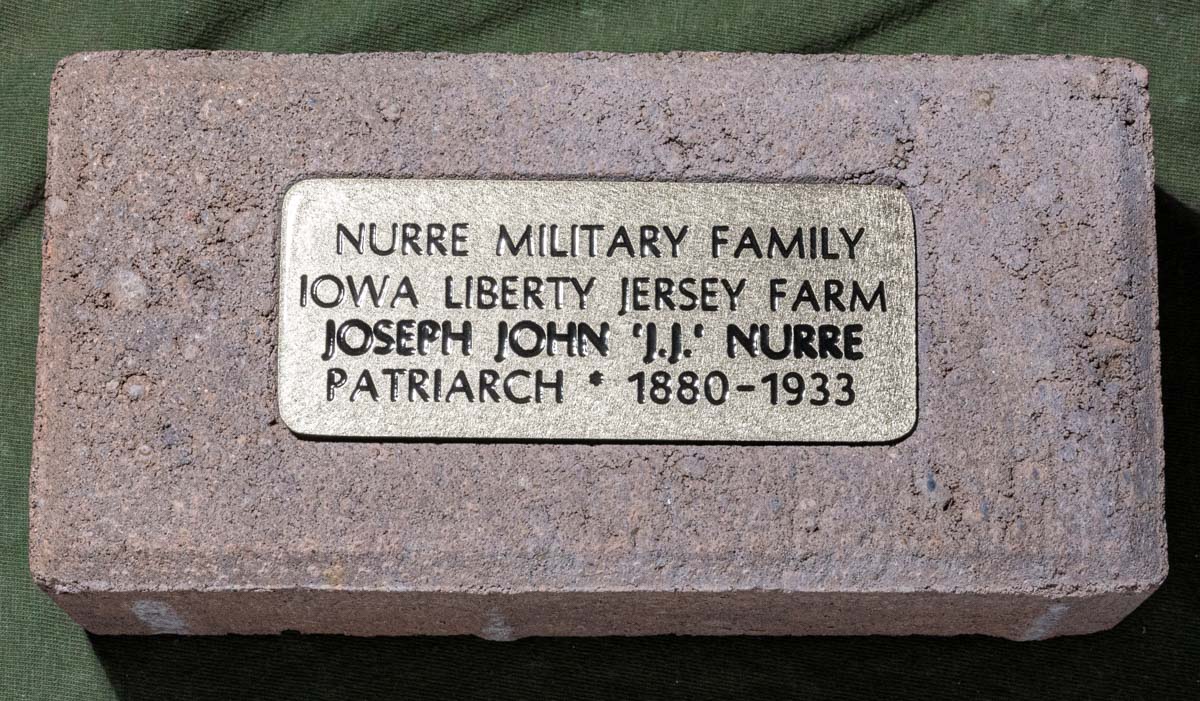 NURRE MILITARY FAMILY
IOWA LIBERTY JERSEY FARM
JOSEPH JOHN 'J.J.' NURRE
PATRIARCH * 1880-1933